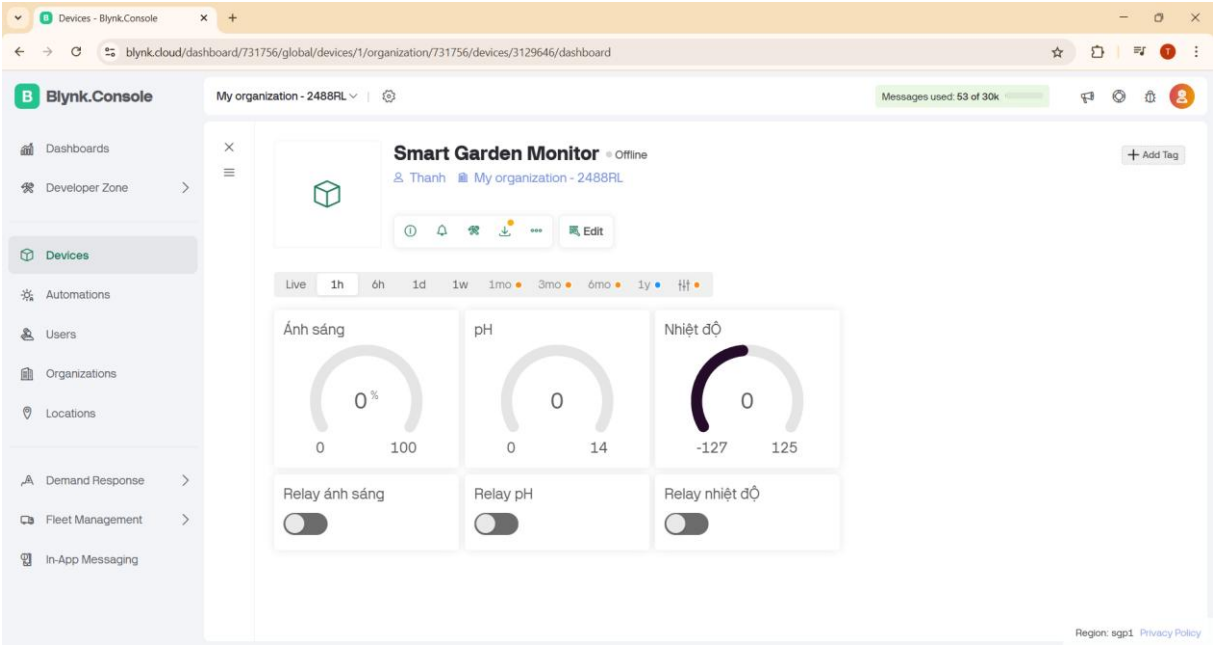 Devices - Blynk.Console
blynk.cloud/dashboard/731756/global/devices/1/organization/731756/devices/3129646/dashboard
T
B Blynk.Console
My organization - 2488RL
Messages used: 53 of 30k
Dashboards
Developer Zone
Devices
Automations
Users
Organizations
Locations
Demand Response
Fleet Management
In-App Messaging
Smart Garden Monitor Offline
Thanh My organization - 2488RL
Add Tag
Edit
Live 1h 6h 1d 1w 1mo 3mo 6mo 1y
Ánh sáng
0 %
0 100
pH
0
0 14
Nhiệt độ
0
-127 125
Relay ánh sáng
Relay pH
Relay nhiệt độ
Region: sgp1 Privacy Policy